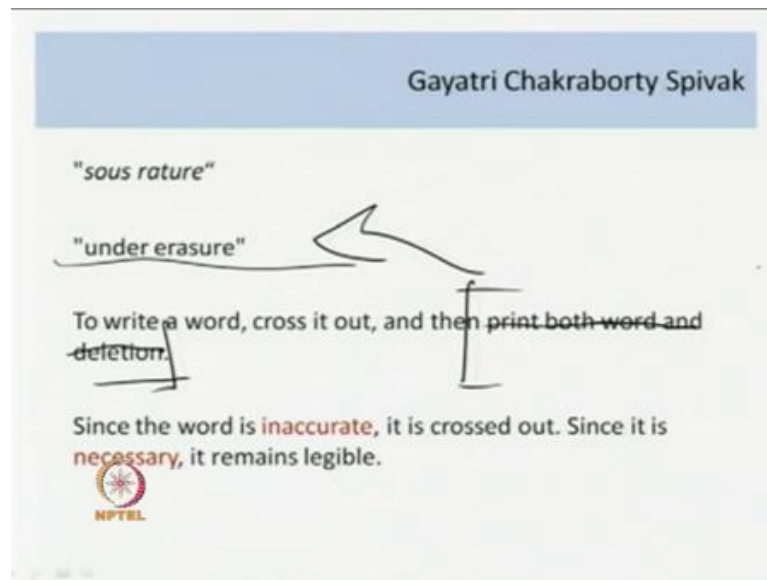 Gayatri Chakraborty Spivak
"sous rature“
"under erasure"
To write a word, cross it out, and then print both word and
deletion.
Since the word is inaccurate, it is crossed out. Since it is
necessary, it remains legible.
NPTEL